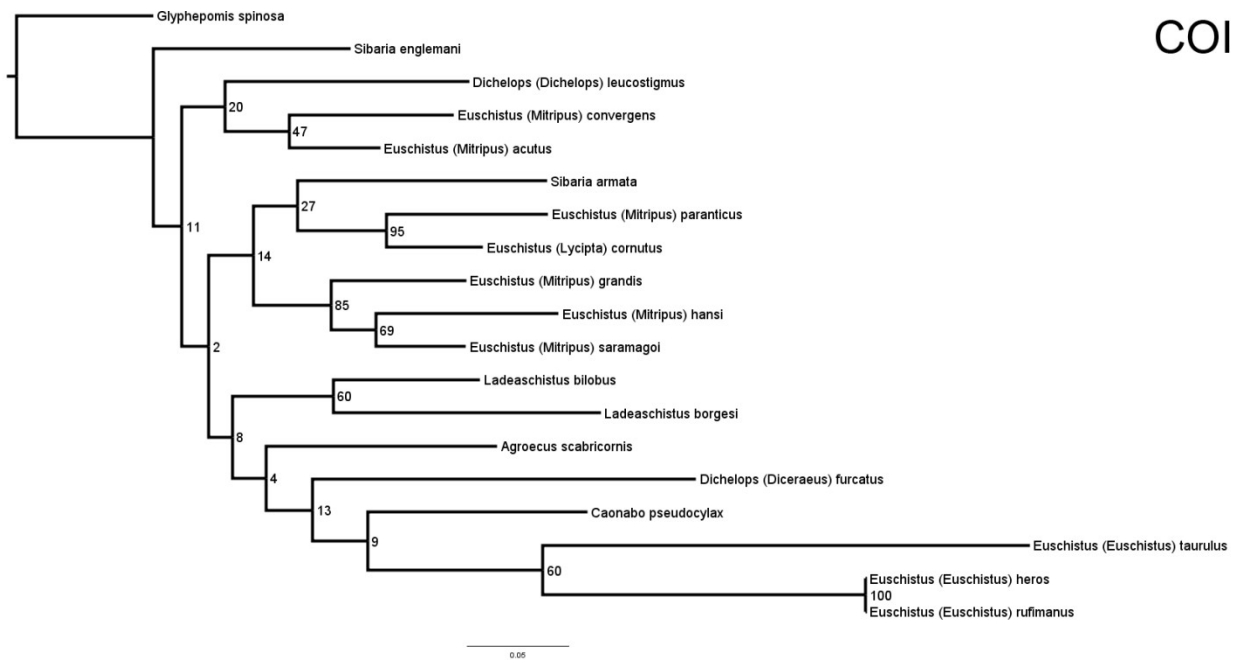 COI
Glyphepomis spinosa
Sibaria englemani
Dichelops (Dichelops) leucostigmus
20
Euschistus (Mitripus) convergens
47
Euschistus (Mitripus) acutus
Sibaria armata
27
Euschistus (Mitripus) paranticus
11
95
Euschistus (Lycipta) cornutus
14
Euschistus (Mitripus) grandis
85
Euschistus (Mitripus) hansi
69
2
Euschistus (Mitripus) saramagoi
Ladeaschistus bilobus
60
Ladeaschistus borgesi
8
Agroecus scabricornis
4
Dichelops (Diceraeus) furcatus
13
Caonabo pseudocylax
9
Euschistus (Euschistus) taurulus
60
Euschistus (Euschistus) heros
100
Euschistus (Euschistus) rufimanus
0.05